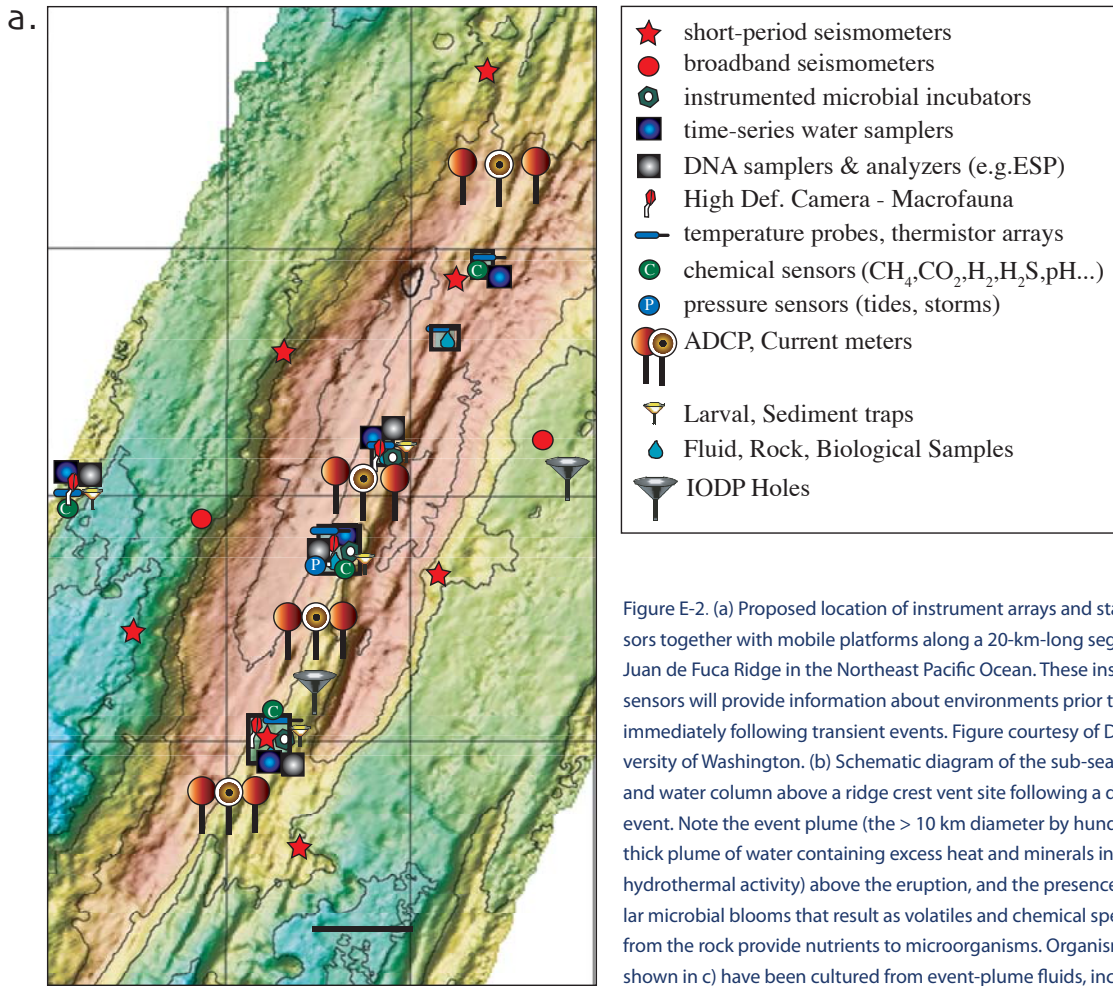 a.
short-period seismometers
broadband seismometers
instrumented microbial incubators
time-series water samplers
DNA samplers & analyzers (e.g.ESP)
High Def. Camera - Macrofauna
temperature probes, thermistor arrays
C chemical sensors (CH4,CO2,H2,H2S,pH...)
P pressure sensors (tides, storms)
ADCP, Current meters
Larval, Sediment traps
Fluid, Rock, Biological Samples
IODP Holes
C
C
P
C
C
Figure E-2. (a) Proposed location of instrument arrays and sta
sors together with mobile platforms along a 20-km-long seg
Juan de Fuca Ridge in the Northeast Pacific Ocean. These ins
sensors will provide information about environments prior t
immediately following transient events. Figure courtesy of D
versity of Washington. (b) Schematic diagram of the sub-sea
and water column above a ridge crest vent site following a d
event. Note the event plume (the > 10 km diameter by hund
thick plume of water containing excess heat and minerals in
hydrothermal activity) above the eruption, and the presence
lar microbial blooms that result as volatiles and chemical spe
from the rock provide nutrients to microorganisms. Organisn
shown in c) have been cultured from event-plume fluids, inc